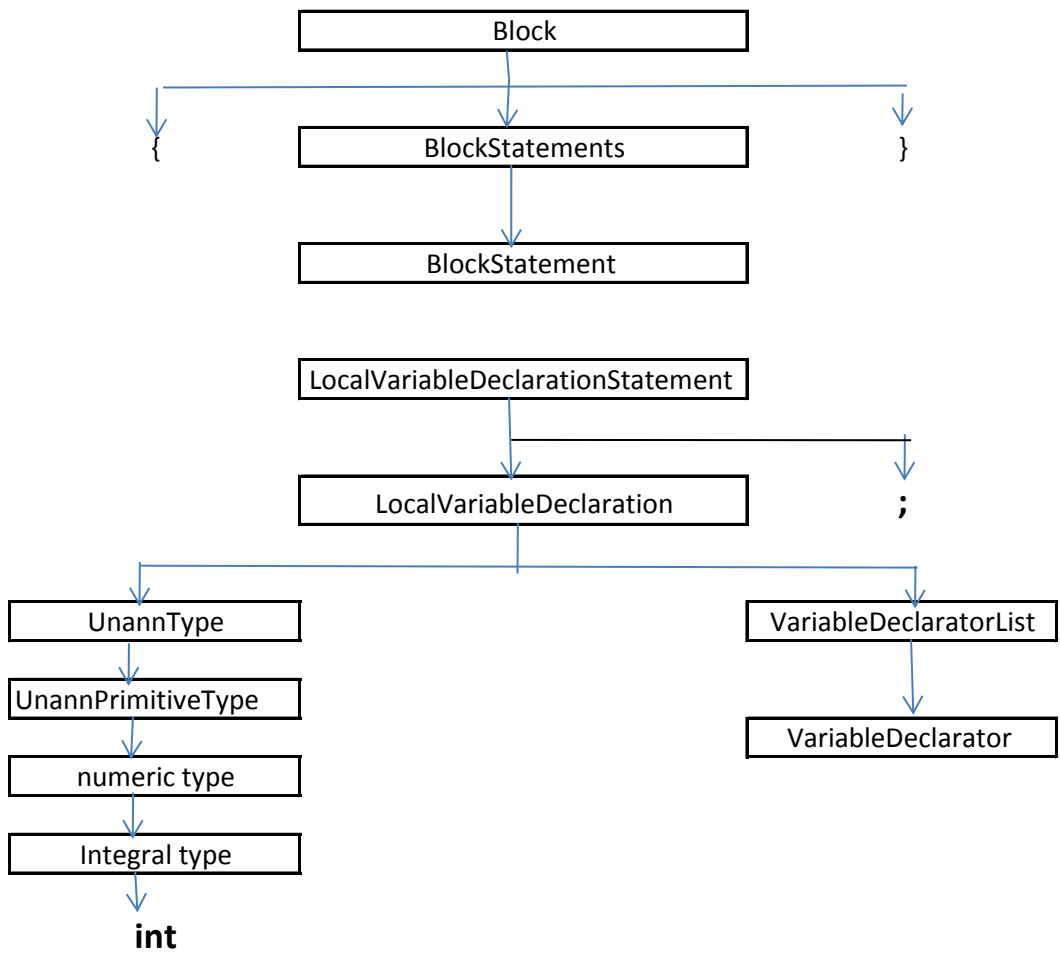 Block
{
BlockStatements
}
BlockStatement
LocalVariableDeclarationStatement
LocalVariableDeclaration
;
UnannType
VariableDeclaratorList
UnannPrimitiveType
VariableDeclarator
numeric type
Integral type
int